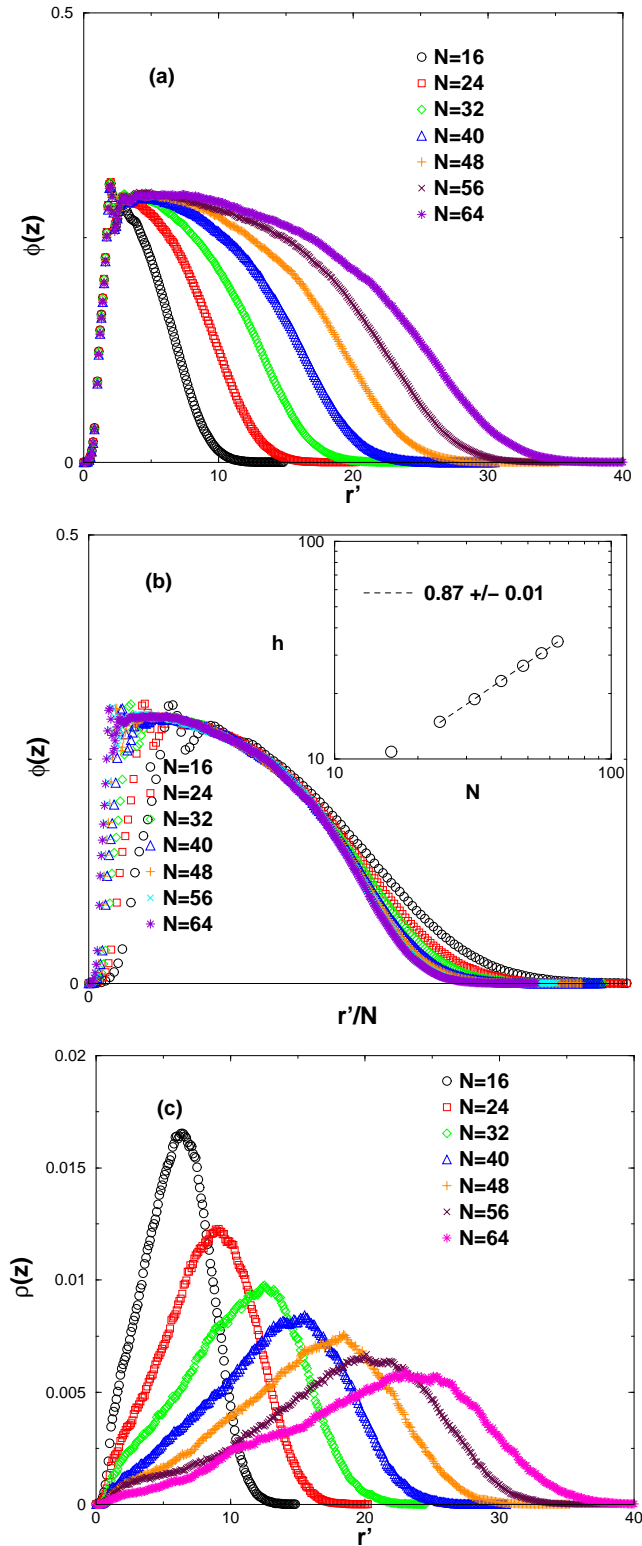 0.5
(a)
N=16
N=24
N=32
N=40
N=48
N=56
N=64
ϕ(z)
0
0 10 20 30 40
r'
0.5
(b)
100
0.87 +/− 0.01
h
10
10 100
N
ϕ(z)
N=16
N=24
N=32
N=40
N=48
N=56
N=64
0
0
r'/N
0.02
(c)
N=16
N=24
N=32
N=40
N=48
N=56
N=64
0.015
0.01
ρ(z)
0.005
0
0 10 20 30 40
r'